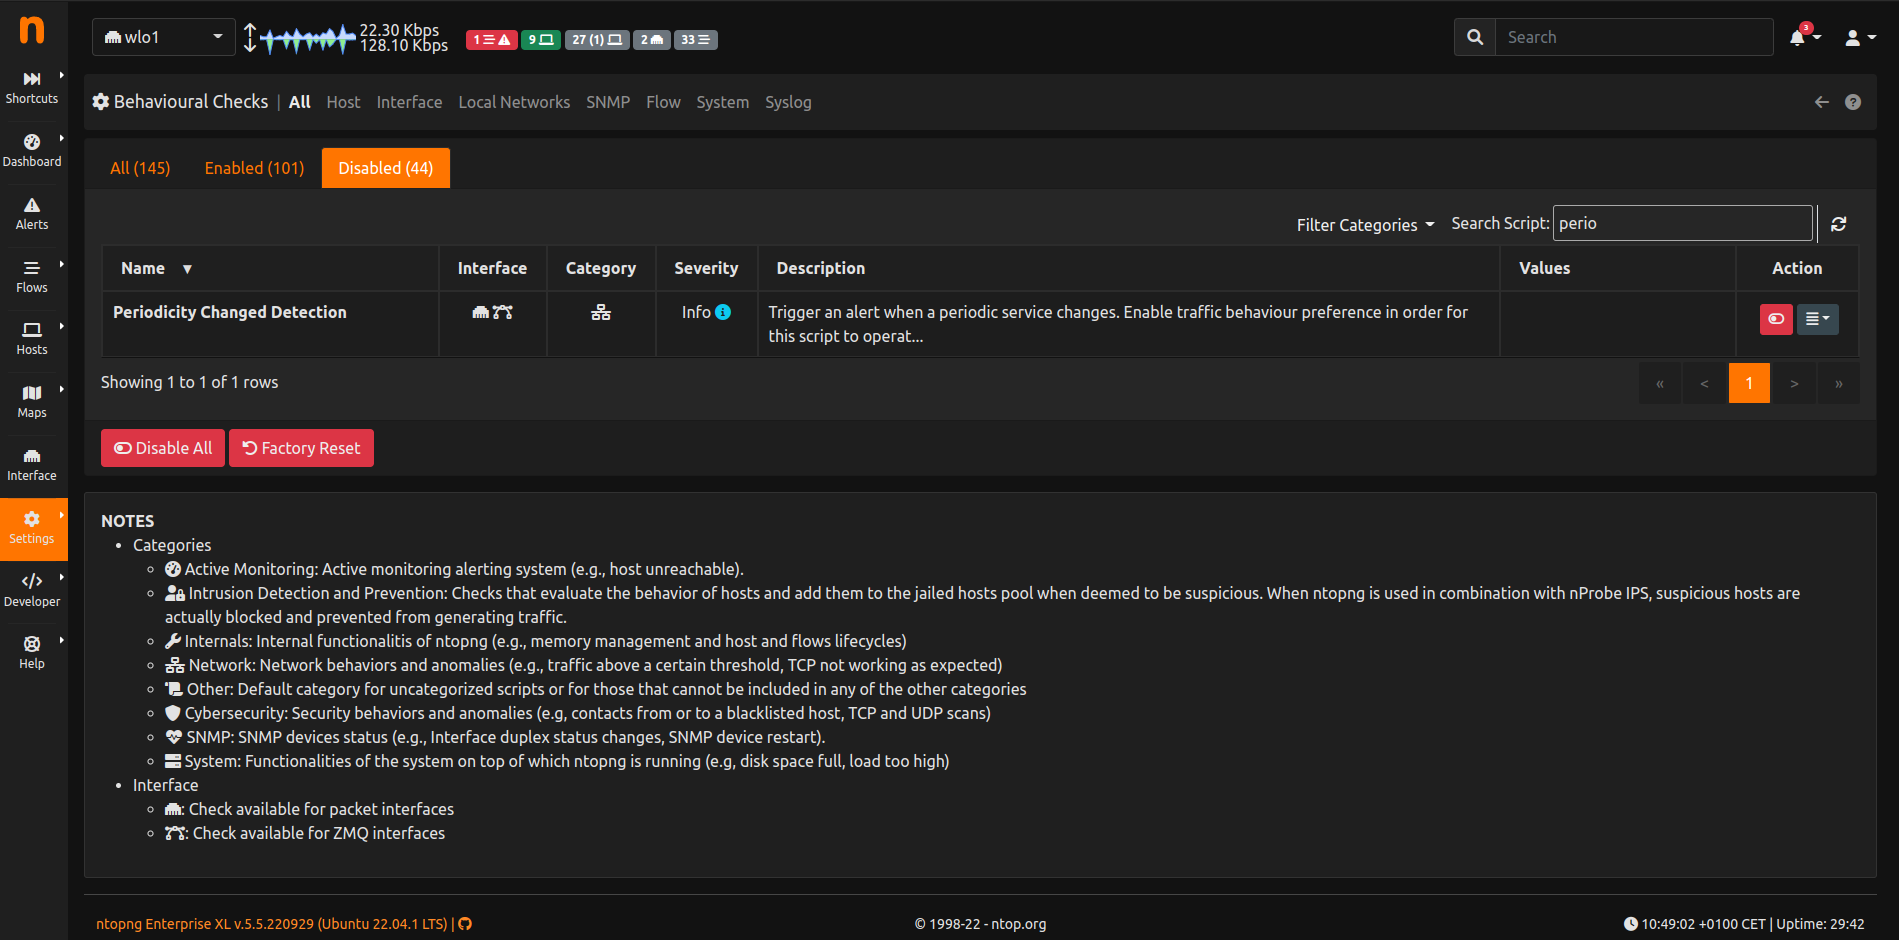 n
wlo1
22.30 Kbps
128.10 Kbps
1
9
27 (1)
2
33
Search
3
Shortcuts
Dashboard
Alerts
Flows
Hosts
Maps
Interface
Settings
Developer
Help
Behavioural Checks | All Host Interface Local Networks SNMP Flow System Syslog
All (145) Enabled (101) Disabled (44)
Filter Categories Search Script: perio
Name Interface Category Severity Description Values Action
Periodicity Changed Detection Info Trigger an alert when a periodic service changes. Enable traffic behaviour preference in order for
this script to operat...
Showing 1 to 1 of 1 rows
« < 1 > »
Disable All Factory Reset
NOTES
• Categories
◦ Active Monitoring: Active monitoring alerting system (e.g., host unreachable).
◦ Intrusion Detection and Prevention: Checks that evaluate the behavior of hosts and add them to the jailed hosts pool when deemed to be suspicious. When ntopng is used in combination with nProbe IPS, suspicious hosts are
actually blocked and prevented from generating traffic.
◦ Internals: Internal functionalitis of ntopng (e.g., memory management and host and flows lifecycles)
◦ Network: Network behaviors and anomalies (e.g., traffic above a certain threshold, TCP not working as expected)
◦ Other: Default category for uncategorized scripts or for those that cannot be included in any of the other categories
◦ Cybersecurity: Security behaviors and anomalies (e.g, contacts from or to a blacklisted host, TCP and UDP scans)
◦ SNMP: SNMP devices status (e.g., Interface duplex status changes, SNMP device restart).
◦ System: Functionalities of the system on top of which ntopng is running (e.g, disk space full, load too high)
• Interface
◦ : Check available for packet interfaces
◦ : Check available for ZMQ interfaces
ntopng Enterprise XL v.5.5.220929 (Ubuntu 22.04.1 LTS) |
© 1998-22 - ntop.org
10:49:02 +0100 CET | Uptime: 29:42